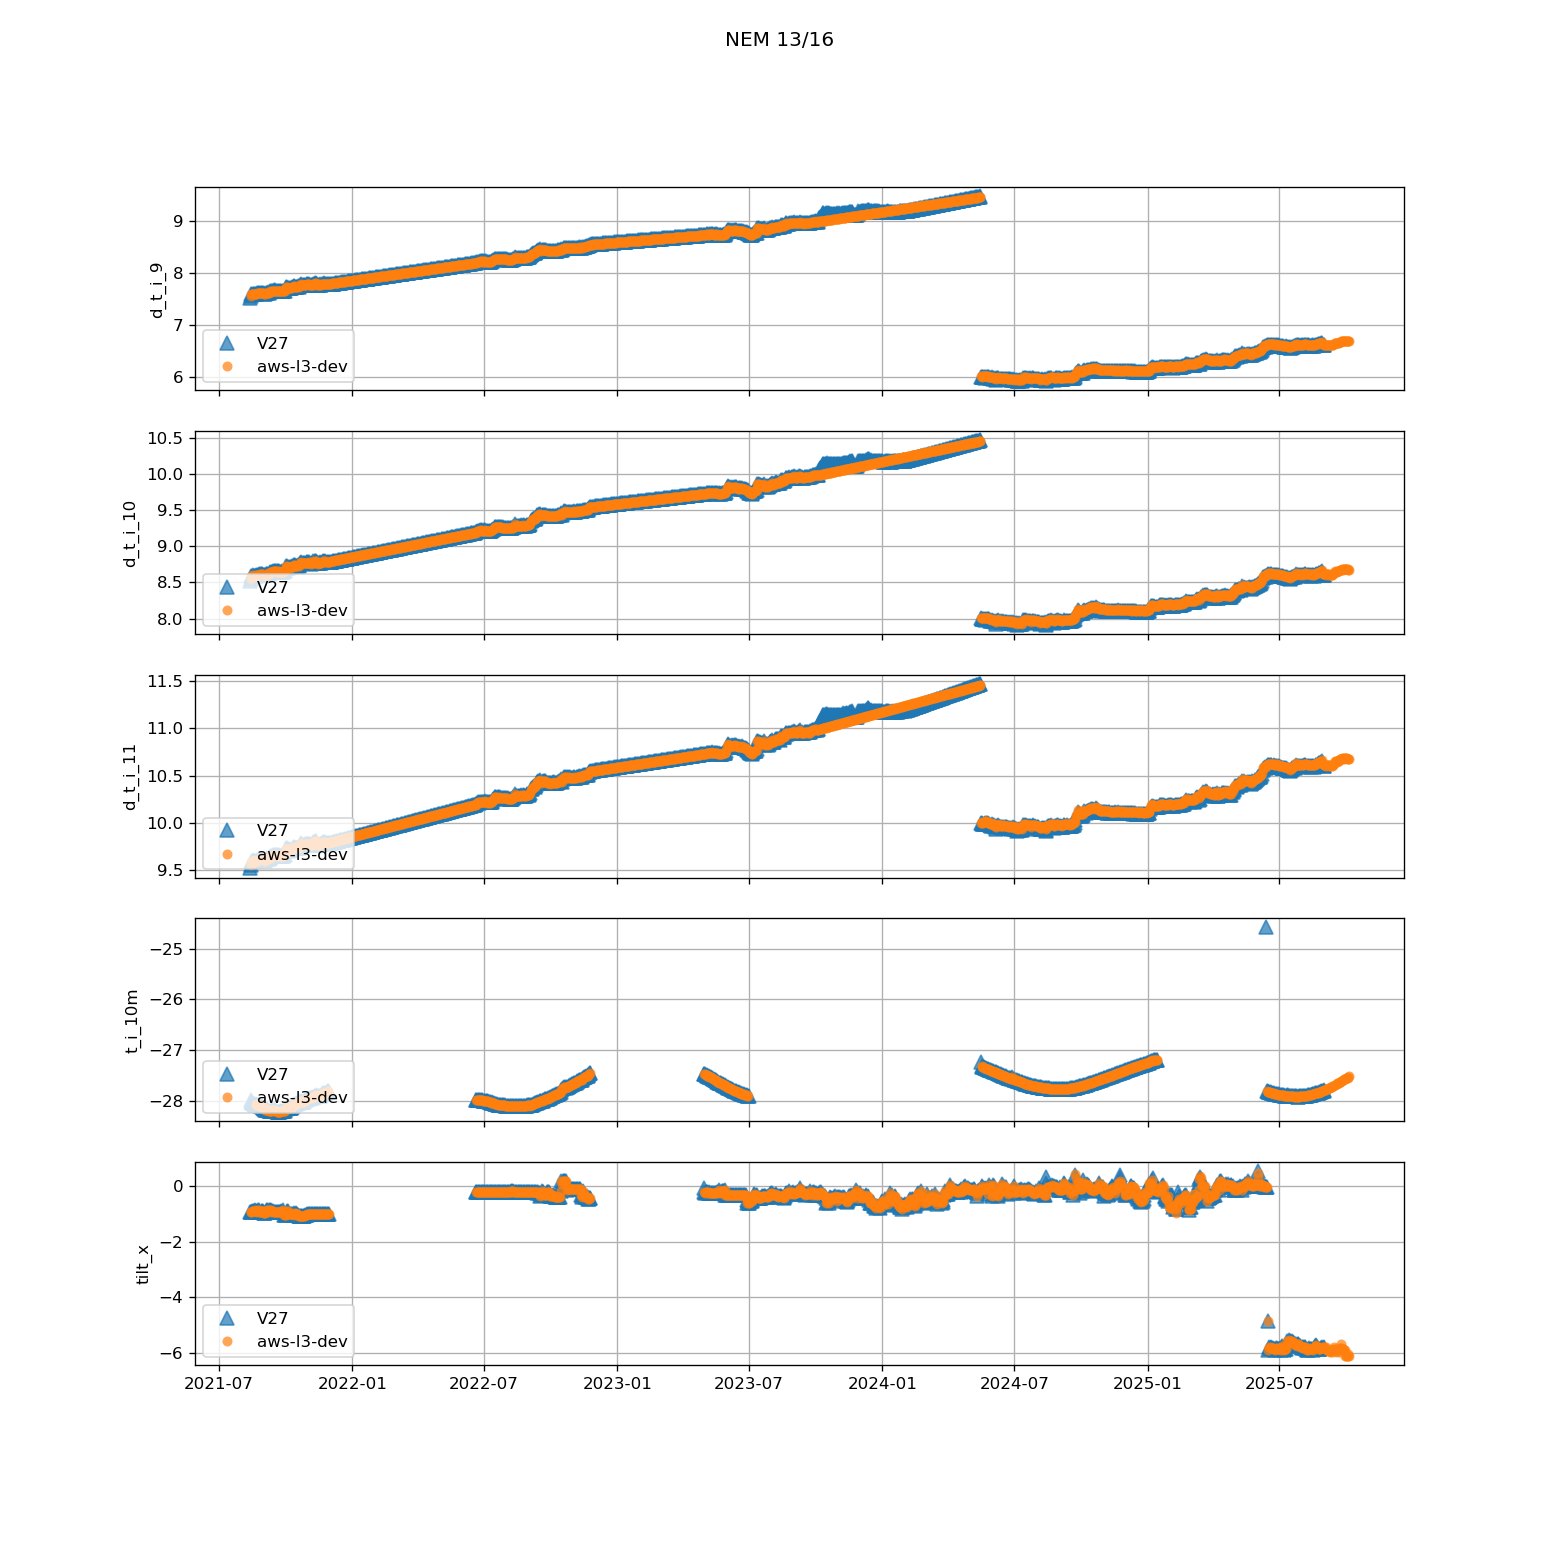 NEM 13/16
9
8
7
6
d_t_i_9
V27
aws-l3-dev
10.5
10.0
9.5
9.0
8.5
8.0
d_t_i_10
V27
aws-l3-dev
11.5
11.0
10.5
10.0
9.5
d_t_i_11
V27
aws-l3-dev
−25
−26
−27
−28
t_i_10m
V27
aws-l3-dev
0
−2
−4
−6
tilt_x
V27
aws-l3-dev
2021-07 2022-01 2022-07 2023-01 2023-07 2024-01 2024-07 2025-01 2025-07